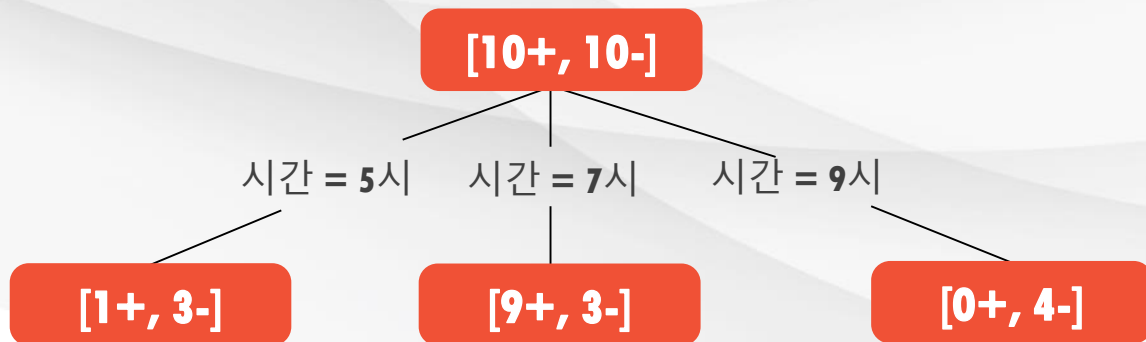 [10+, 10-]
시간 = 5시 시간 = 7시 시간 = 9시
[1+, 3-] [9+, 3-] [0+, 4-]